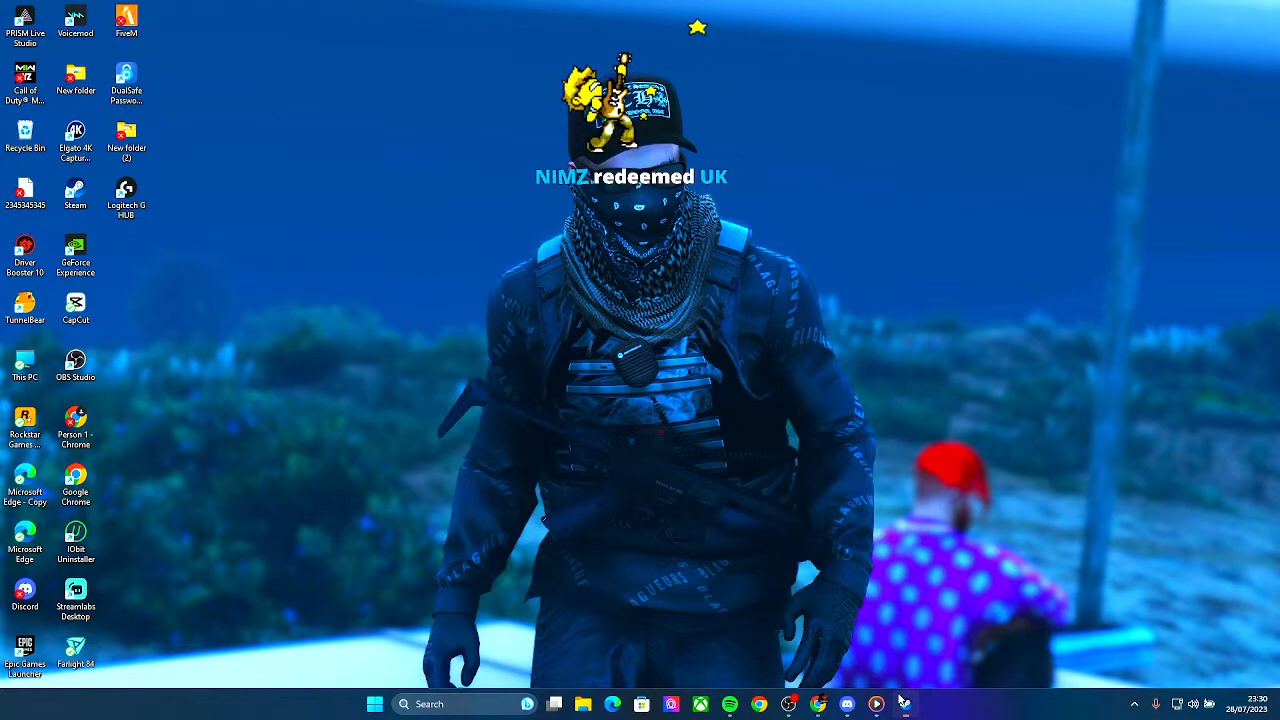 PRISM Live
Studio
Voicemod
FiveM
Call of
Duty® M...
New folder
DualSafe
Passwo...
Recycle Bin
Elgato 4K
Captur...
New folder
(2)
2345345345
Steam
Logitech G
HUB
Driver
Booster 10
GeForce
Experience
TunnelBear
CapCut
This PC
OBS Studio
Rockstar
Games ...
Person 1 -
Chrome
Microsoft
Edge - Copy
Google
Chrome
Microsoft
Edge
IObit
Uninstaller
Discord
Streamlabs
Desktop
EPIC
GAMES
Epic Games
Launcher
Farlight 84
NIMZ redeemed UK
Search
23:30
28/07/2023